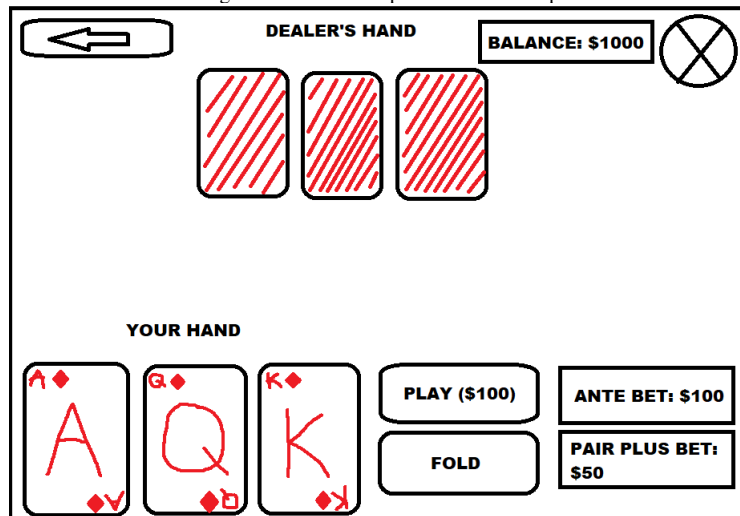 DEALER'S HAND
BALANCE: $1000
YOUR HAND
A
A
A
Q
Q
Q
K
K
K
PLAY ($100)
FOLD
ANTE BET: $100
PAIR PLUS BET:
$50